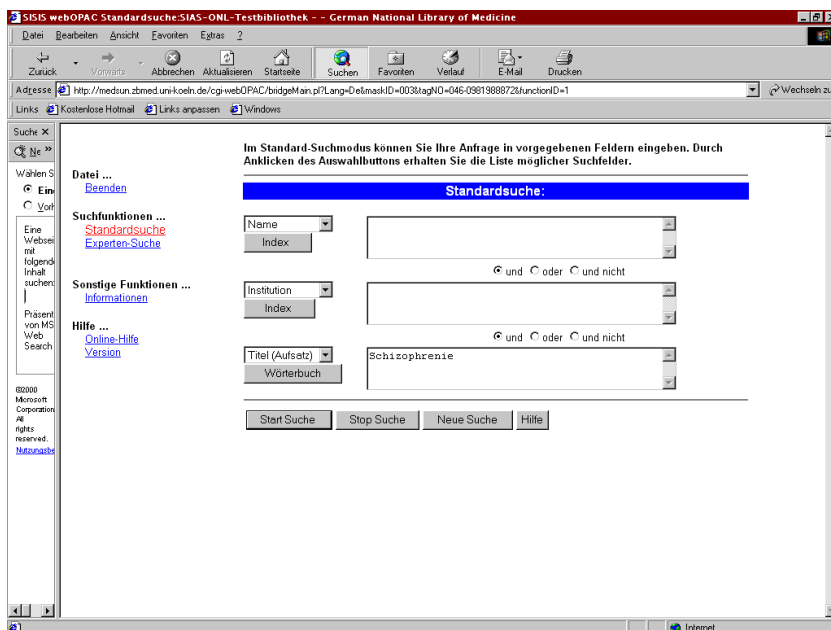 SISIS webOPAC Standardsuche:SIAS-ONL-Testbibliothek - - German National Library of Medicine
Datei Bearbeiten Ansicht Favoriten Extras ?
Zurück Vorwärts Abbrechen Aktualisieren Startseite Suchen Favoriten Verlauf E-Mail Drucken
Adresse http://medsun.zbmed.uni-koeln.de/cgi-webOPAC/bridgeMain.pl?Lang=De&maskID=003&tagNO=046-0981988872&functionID=1 Wechseln zu
Links Kostenlose Hotmail Links anpassen Windows
Suche X
Ne »
Wählen S
Ein
Vorh
Eine
Websei
mit
folgende
Inhalt
suchen:
Präsent
von MS
Web
Search
©2000
Microsoft
Corporation
All
rights
reserved.
Nutzungsbe
Datei ...
Beenden
Suchfunktionen ...
Standardsuche
Experten-Suche
Sonstige Funktionen ...
Informationen
Hilfe ...
Online-Hilfe
Version
Im Standard-Suchmodus können Sie Ihre Anfrage in vorgegebenen Feldern eingeben. Durch
Anklicken des Auswahlbuttons erhalten Sie die Liste möglicher Suchfelder.
Standardsuche:
Name
Index
und oder und nicht
Institution
Index
und oder und nicht
Titel (Aufsatz) Schizophrenie
Wörterbuch
Start Suche Stop Suche Neue Suche Hilfe
Internet